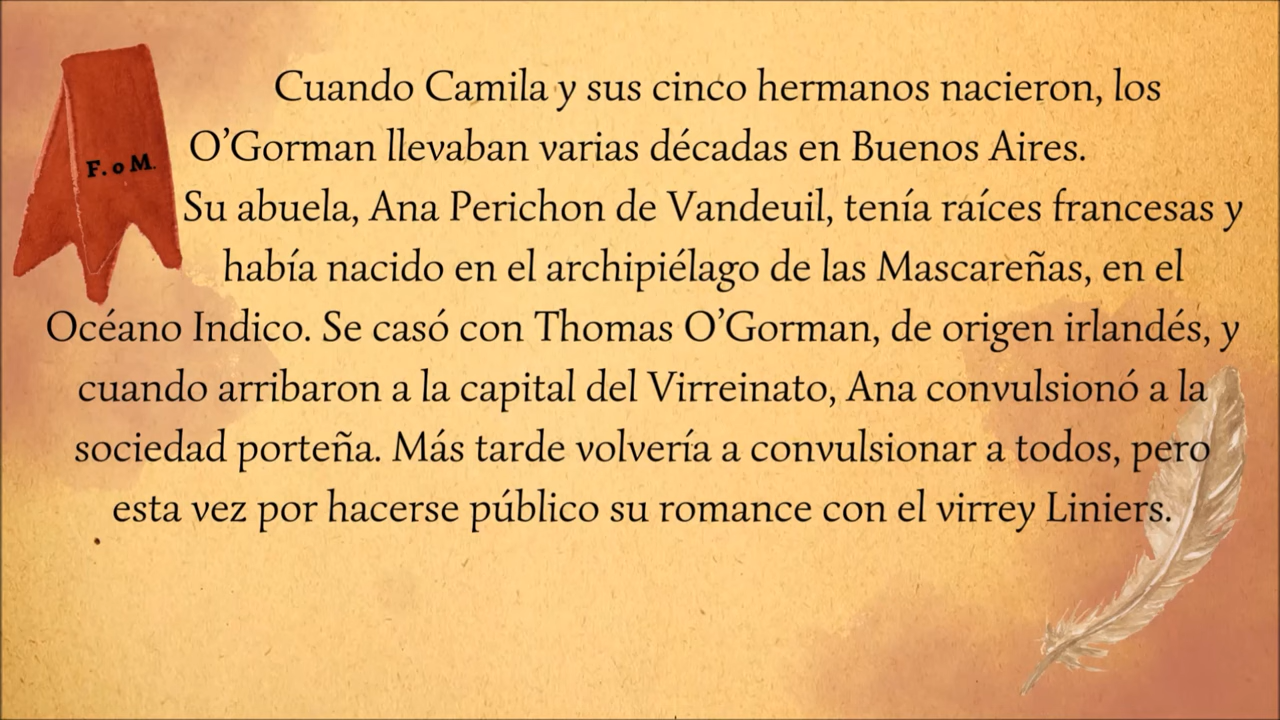 Cuando Camila y sus cinco hermanos nacieron, los
O’Gorman llevaban varias décadas en Buenos Aires.
F. o M.
Su abuela, Ana Perichon de Vandeuil, tenía raíces francesas y
había nacido en el archipiélago de las Mascareñas, en el
Océano Indico. Se casó con Thomas O’Gorman, de origen irlandés, y
cuando arribaron a la capital del Virreinato, Ana convulsionó a la
sociedad porteña. Más tarde volvería a convulsionar a todos, pero
esta vez por hacerse público su romance con el virrey Liniers.